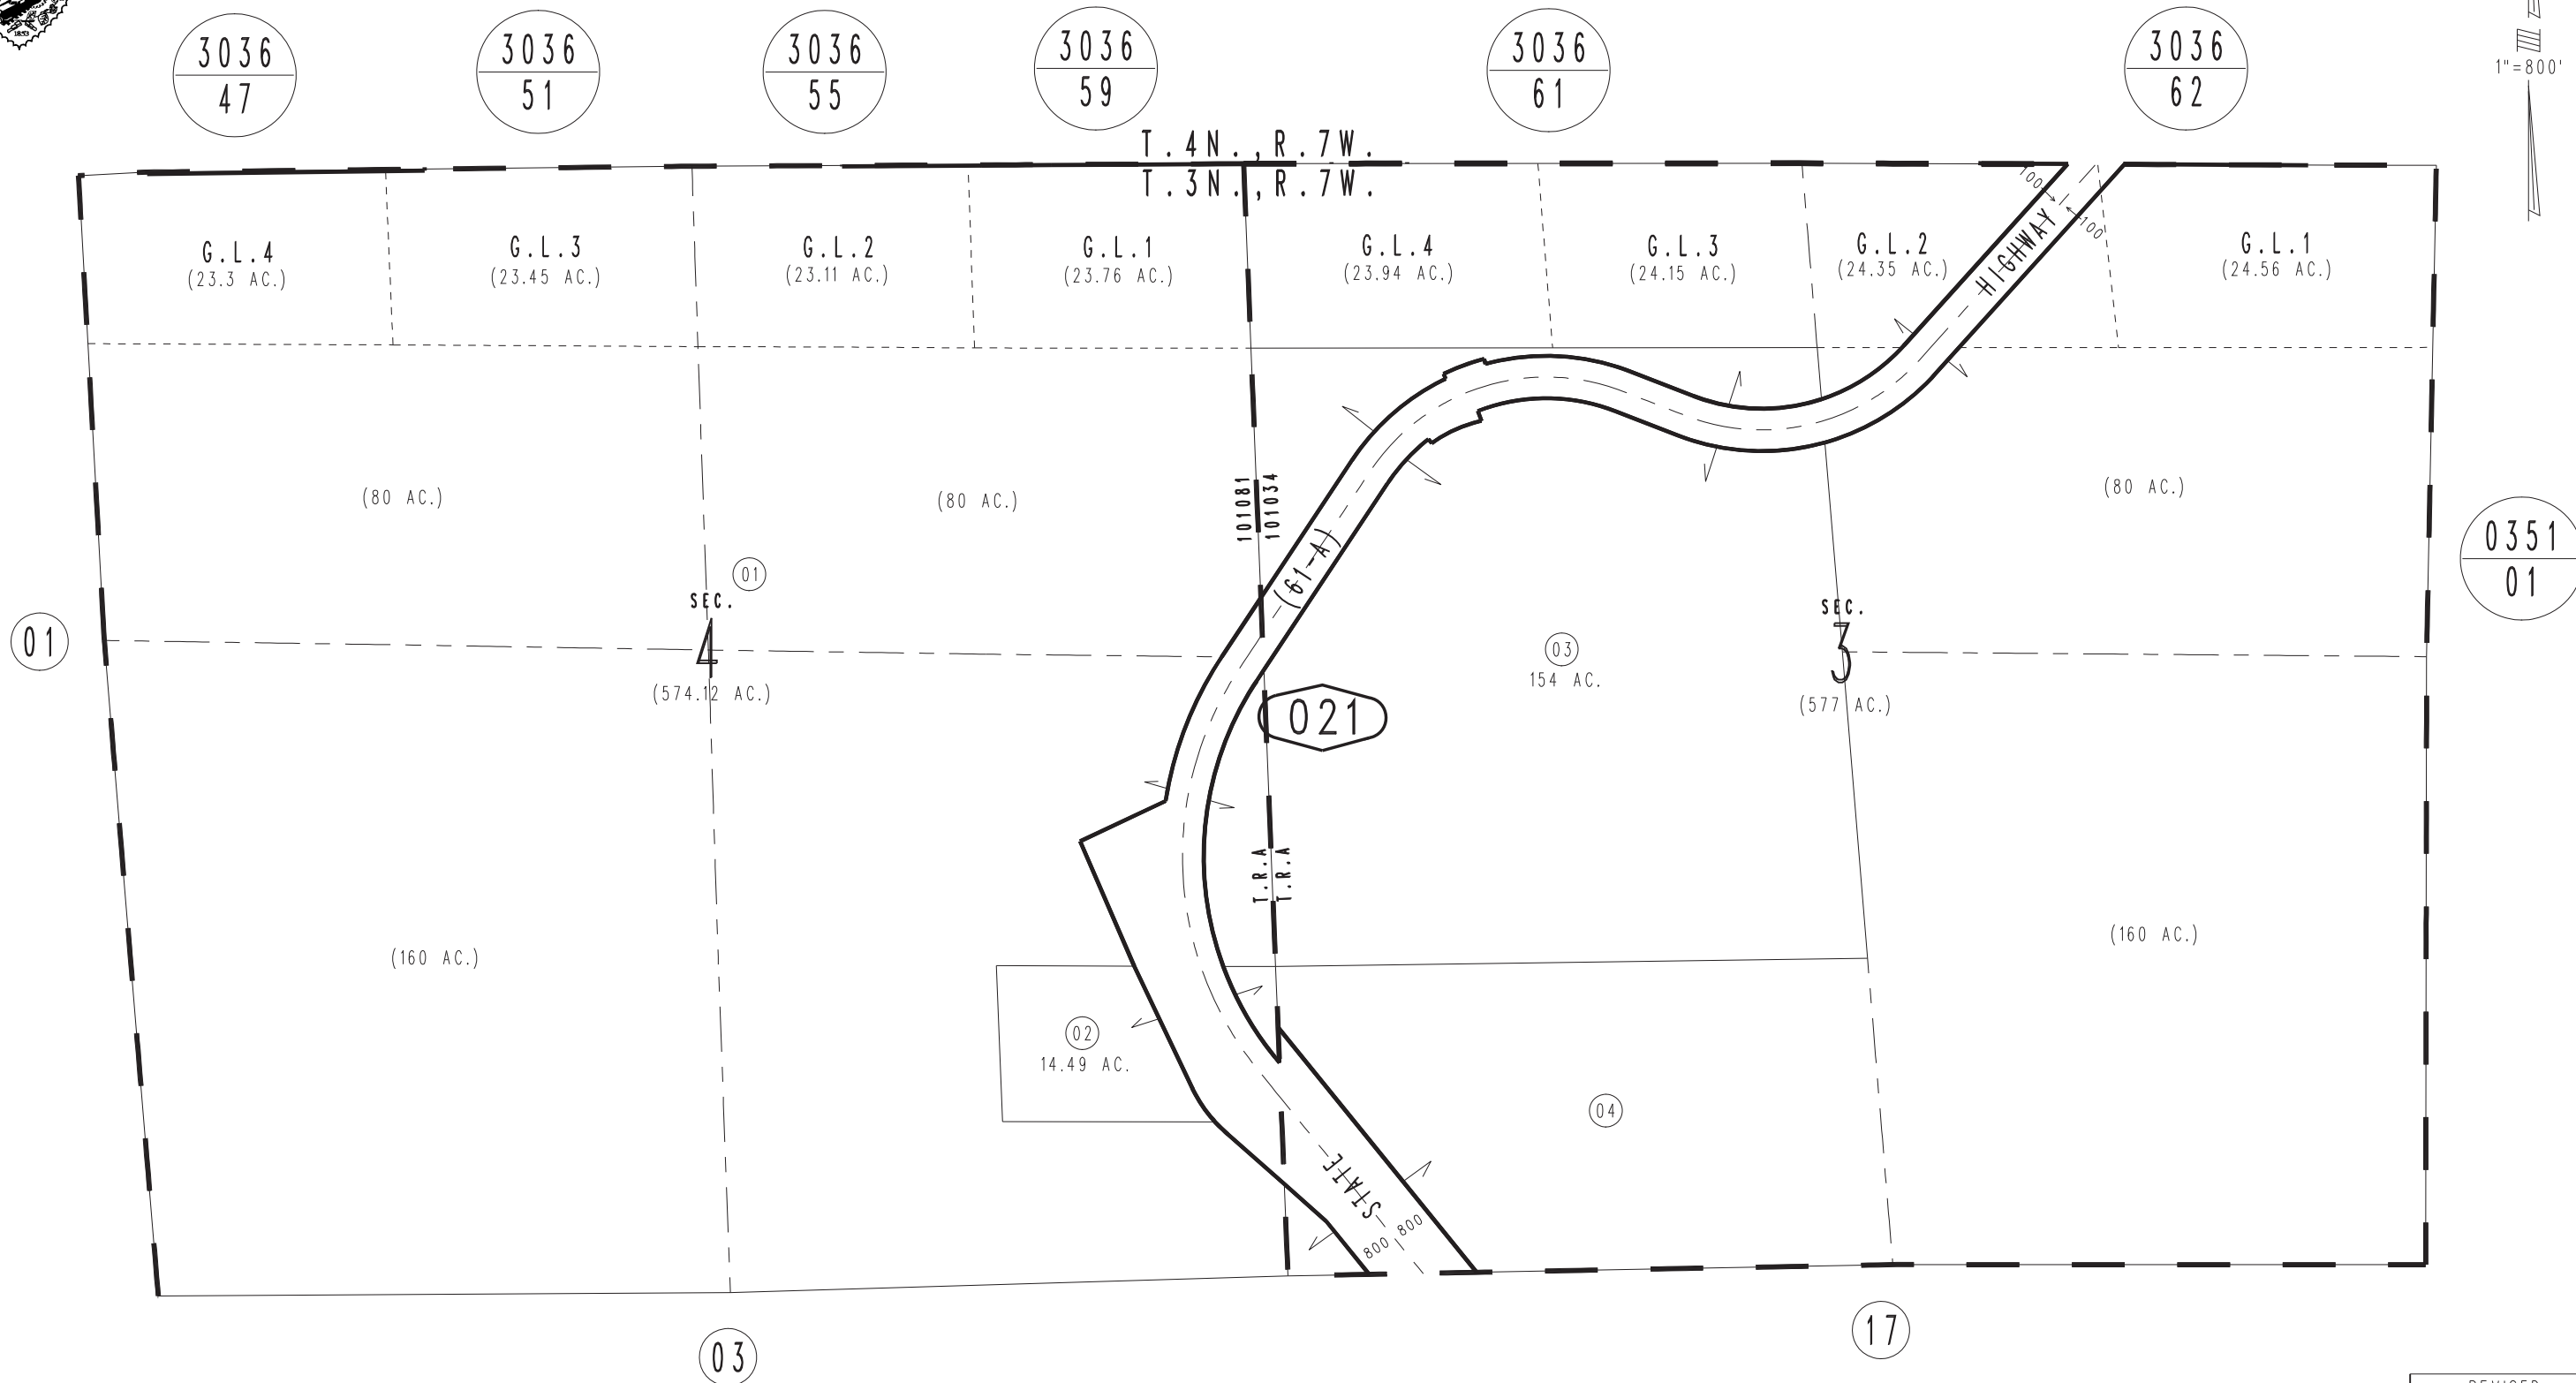 1853
3036
47
3036
51
3036
55
3036
59
3036
61
3036
62
1"=800'
T.4N.,R.7W.
T.3N.,R.7W.
100
100
HIGHWAY
G.L.4
(23.3 AC.)
G.L.3
(23.45 AC.)
G.L.2
(23.11 AC.)
G.L.1
(23.76 AC.)
G.L.4
(23.94 AC.)
G.L.3
(24.15 AC.)
G.L.2
(24.35 AC.)
G.L.1
(24.56 AC.)
(80 AC.)
(80 AC.)
101081
101034
(80 AC.)
0351
01
(61-A)
01
SEC.
4
(574.12 AC.)
01
03
154 AC.
SEC.
3
(577 AC.)
021
T.R.A
T.R.A
(160 AC.)
(160 AC.)
02
14.49 AC.
04
STATE
800
800
03
17